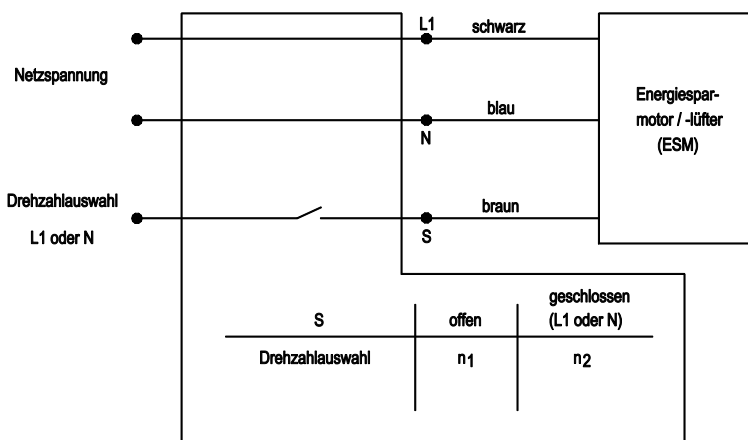 L1
schwarz
Netzspannung
blau
N
Energiespar-
motor / -lüfter
(ESM)
Drehzahlauswahl
L1 oder N
braun
S
S
offen
geschlossen
(L1 oder N)
Drehzahlauswahl
n1
n2